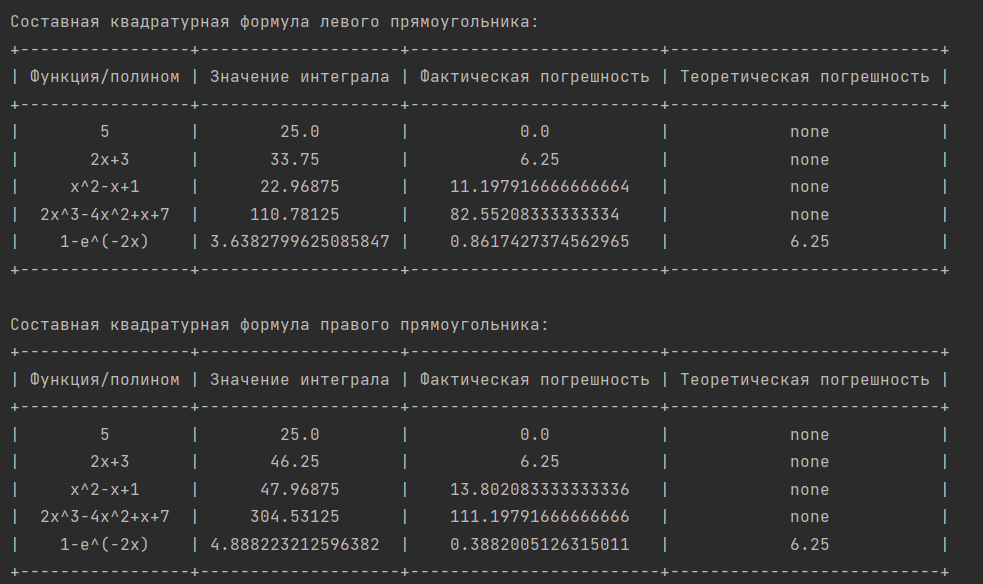 Составная квадратурная формула левого прямоугольника:
+-----------------+--------------------+--------------------------+---------------------------+
| Функция/полином | Значение интеграла | Фактическая погрешность | Теоретическая погрешность |
+-----------------+--------------------+--------------------------+---------------------------+
| 5 | 25.0 | 0.0 | none |
| 2x+3 | 33.75 | 6.25 | none |
| x^2-x+1 | 22.96875 | 11.197916666666664 | none |
| 2x^3-4x^2+x+7 | 110.78125 | 82.55208333333334 | none |
| 1-e^(-2x) | 3.6382799625085847 | 0.8617427374562965 | 6.25 |
+-----------------+--------------------+--------------------------+---------------------------+
Составная квадратурная формула правого прямоугольника:
+-----------------+--------------------+--------------------------+---------------------------+
| Функция/полином | Значение интеграла | Фактическая погрешность | Теоретическая погрешность |
+-----------------+--------------------+--------------------------+---------------------------+
| 5 | 25.0 | 0.0 | none |
| 2x+3 | 46.25 | 6.25 | none |
| x^2-x+1 | 47.96875 | 13.802083333333336 | none |
| 2x^3-4x^2+x+7 | 304.53125 | 111.19791666666666 | none |
| 1-e^(-2x) | 4.888223212596382 | 0.3882005126315011 | 6.25 |
+-----------------+--------------------+--------------------------+---------------------------+